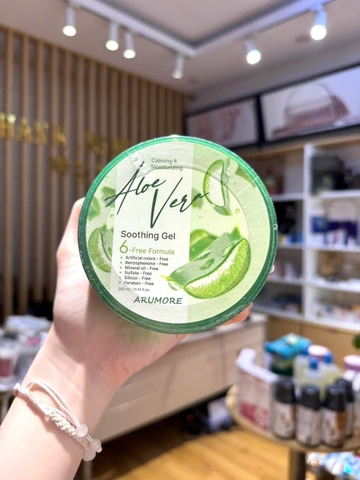 Calming &
Moisturizing
Aloe
Vera
Soothing Gel
6-Free Formula
• Artificial colors - Free
• Benzophenone - Free
• Mineral oil - Free
• Sulfate - Free
• Silicon - Free
• Paraben - Free
ARUMORE